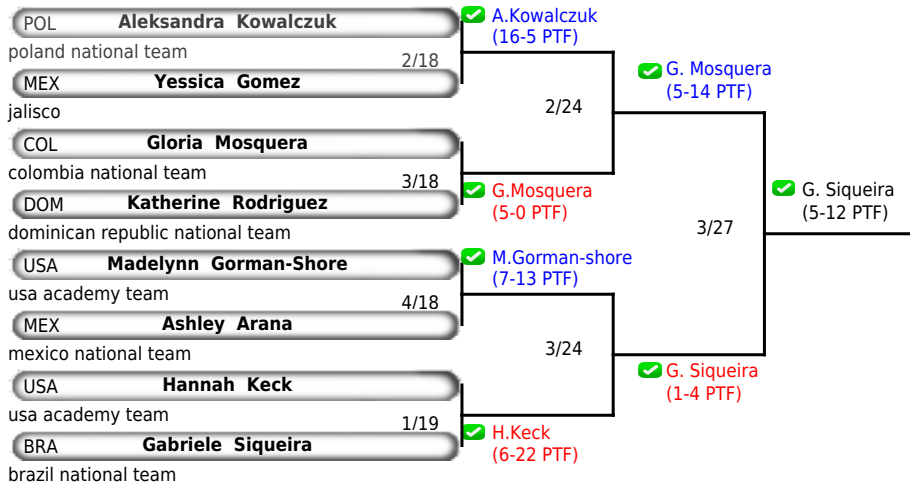 POL Aleksandra Kowalczuk
poland national team
2/18
MEX Yessica Gomez
jalisco
A.Kowalczuk
(16-5 PTF)
COL Gloria Mosquera
colombia national team
3/18
DOM Katherine Rodriguez
dominican republic national team
G.Mosquera
(5-0 PTF)
2/24
G. Mosquera
(5-14 PTF)
USA Madelynn Gorman-Shore
usa academy team
4/18
MEX Ashley Arana
mexico national team
M.Gorman-shore
(7-13 PTF)
USA Hannah Keck
usa academy team
1/19
BRA Gabriele Siqueira
brazil national team
H.Keck
(6-22 PTF)
3/24
G. Siqueira
(1-4 PTF)
3/27
G. Siqueira
(5-12 PTF)